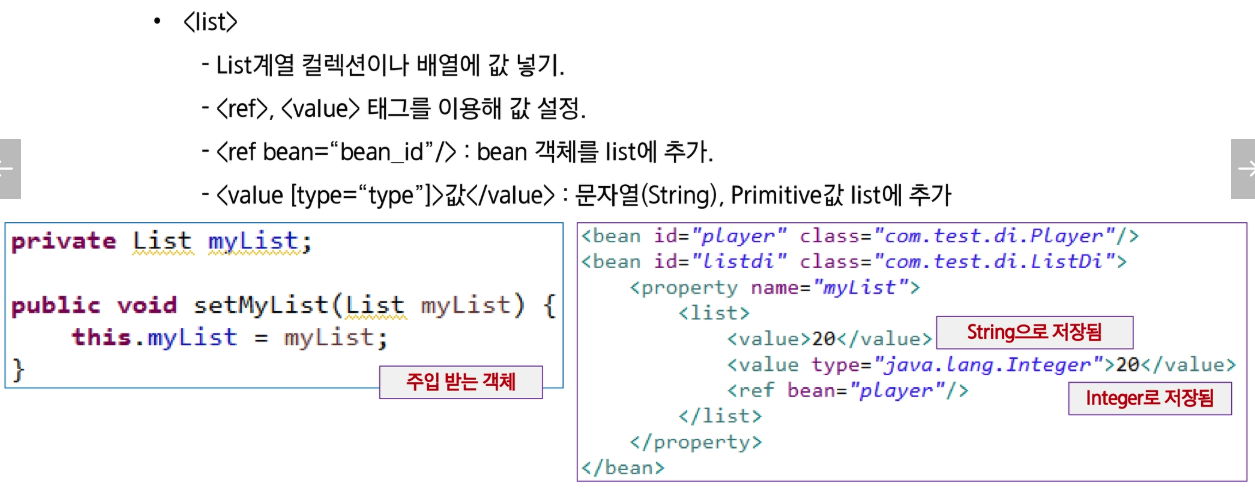 • <list>
- List계열 컬렉션이나 배열에 값 넣기.
- <ref>, <value> 태그를 이용해 값 설정.
- <ref bean=“bean_id”/> : bean 객체를 list에 추가.
- <value [type=“type”]>값</value> : 문자열(String), Primitive값 list에 추가
private List myList;
public void setMyList(List myList) {
this.myList = myList;
}
주입 받는 객체
<bean id="player" class="com.test.di.Player"/>
<bean id="listdi" class="com.test.di.ListDi">
<property name="myList">
<list>
<value>20</value> String으로 저장됨
<value type="java.lang.Integer">20</value>
<ref bean="player"/> Integer로 저장됨
</list>
</property>
</bean>